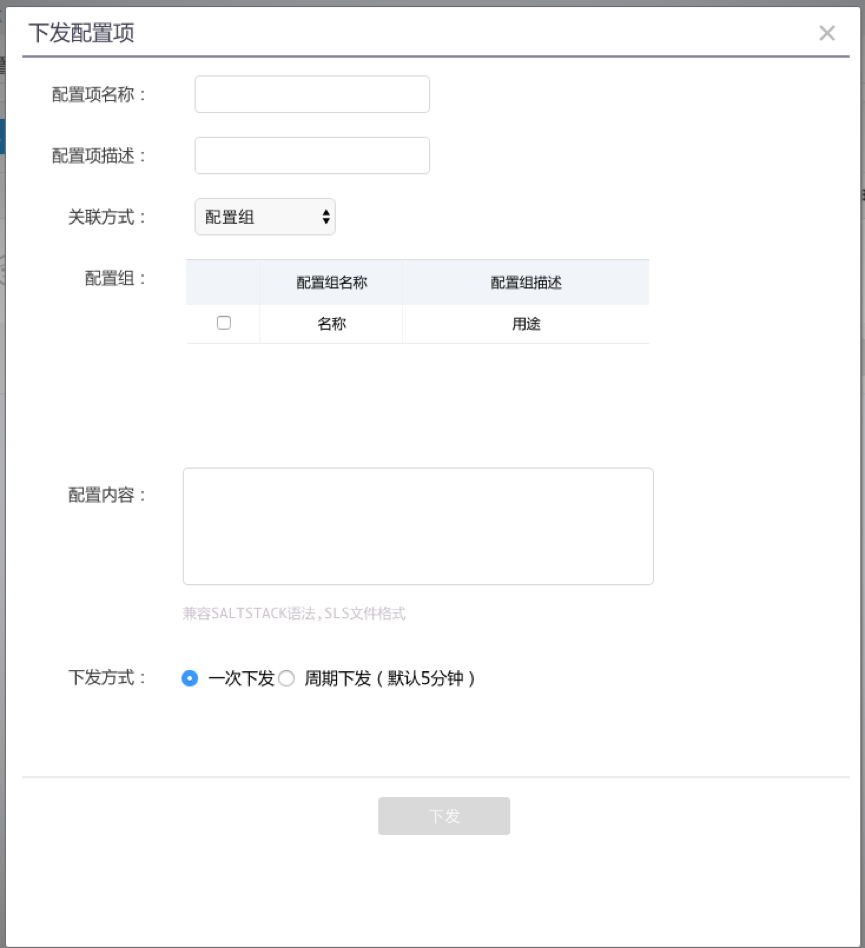 下发配置项
配置项名称：
配置项描述：
关联方式： 配置组
配置组： 配置组名称 配置组描述
名称 用途
配置内容：
兼容SALTSTACK语法,SLS文件格式
下发方式： 一次下发 周期下发（默认5分钟）
下发